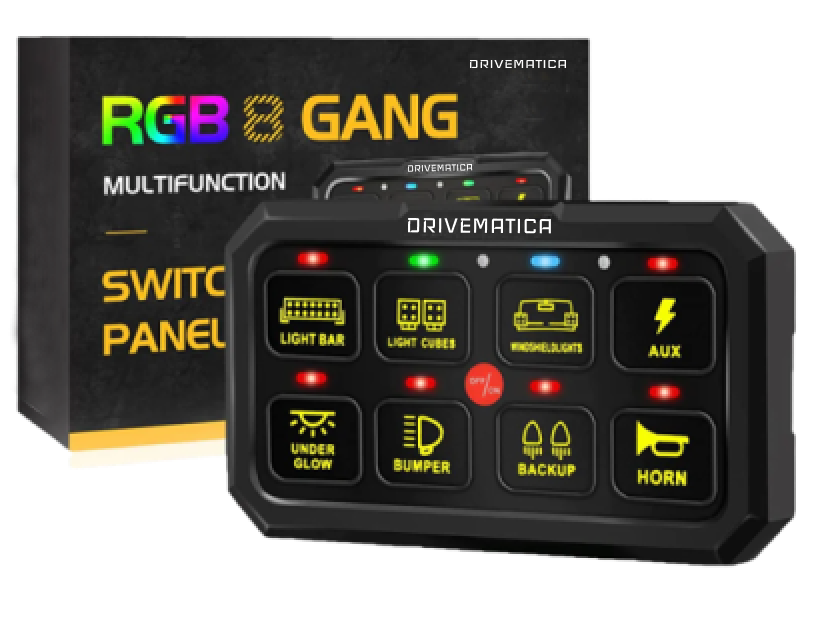 DRIVEMATICA
RGB 8 GANG
MULTIFUNCTION
DRIVEMATICA
SWITC
PANEL
DRIVEMATICA
LIGHT BAR
LIGHT CUBES
WINDSHIELDLIGHTS
AUX
OFF/ON
UNDER
GLOW
BUMPER
BACKUP
HORN